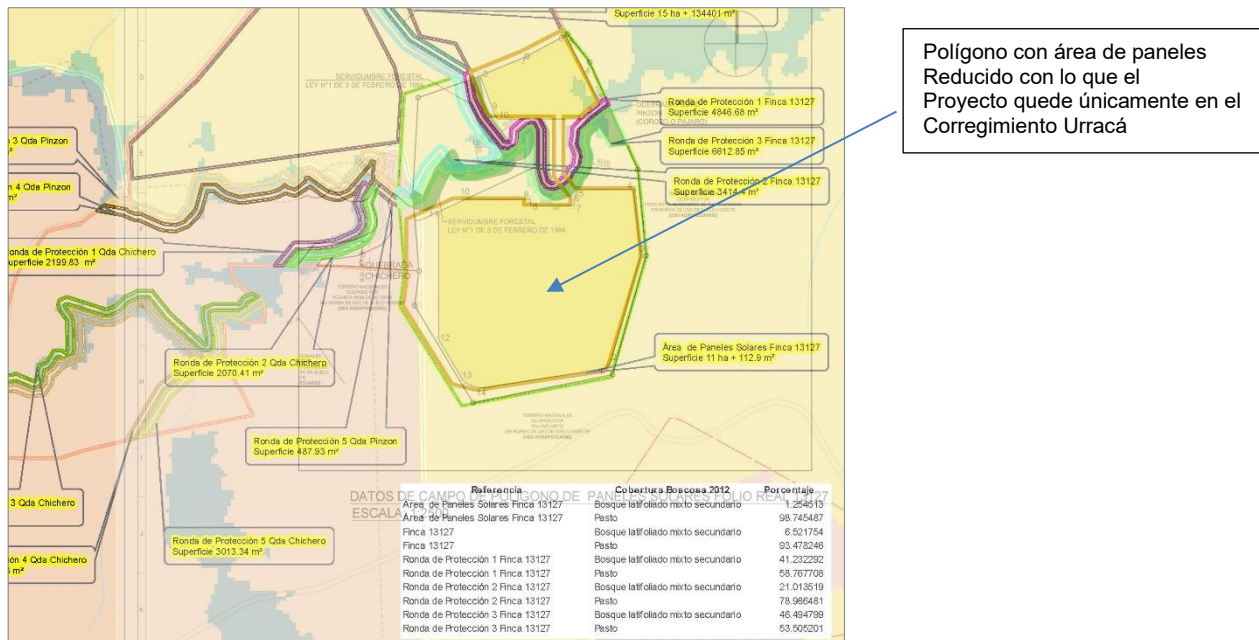 Superficie 15 ha + 134401 m²
Polígono con área de paneles
Reducido con lo que el
Proyecto quede únicamente en el
Corregimiento Urracá
SERVIDUMBRE FORESTAL
LEY N°1 DE 3 DE FEBRERO DE 1994
Ronda de Protección 1 Finca 13127
Superficie 4846.68 m²
PINZON
(COROZO O PAJARO)
Ronda de Protección 3 Finca 13127
Superficie 6612.85 m²
3 Qda Pinzon
m²
Ronda de Protección 2 Finca 13127
Superficie 3414.4 m²
4 Qda Pinzon
m²
SERVIDUMBRE FORESTAL
LEY N°1 DE 3 DE FEBRERO DE 1994
onda de Protección 1 Qda Chichero
uperficie 2199.83 m²
QUEBRADA
CHICHERO
Área de Paneles Solares Finca 13127
Superficie 11 ha + 112.9 m²
Ronda de Protección 2 Qda Chichero
Superficie 2070.41 m²
Ronda de Protección 5 Qda Pinzon
Superficie 487.93 m²
3 Qda Chichero
Ronda de Protección 5 Qda Chichero
Superficie 3013.34 m²
ón 4 Qda Chichero
m²
DATOS DE CAMPO DE POLIGONO DE PANELES SOLARES FOLIO REAL 13127
Referencia Cobertura Boscosa 2012 Porcentaje
Área de Paneles Solares Finca 13127 Bosque latifoliado mixto secundario 1.254513
Área de Paneles Solares Finca 13127 Pasto 98.745487
Finca 13127 Bosque latifoliado mixto secundario 6.521754
Finca 13127 Pasto 93.478246
Ronda de Protección 1 Finca 13127 Bosque latifoliado mixto secundario 41.232292
Ronda de Protección 1 Finca 13127 Pasto 58.767708
Ronda de Protección 2 Finca 13127 Bosque latifoliado mixto secundario 21.013519
Ronda de Protección 2 Finca 13127 Pasto 78.986481
Ronda de Protección 3 Finca 13127 Bosque latifoliado mixto secundario 46.494799
Ronda de Protección 3 Finca 13127 Pasto 53.505201